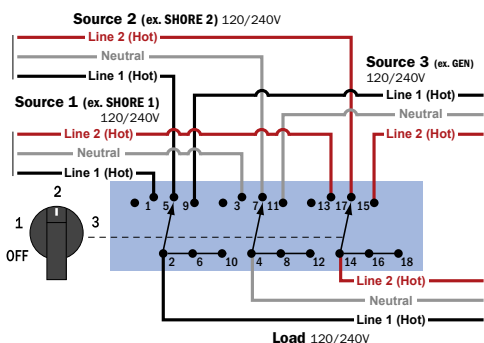 Source 2 (ex. SHORE 2) 120/240V
Line 2 (Hot)
Neutral
Line 1 (Hot)
Source 3 (ex. GEN)
120/240V
Line 1 (Hot)
Neutral
Line 2 (Hot)
Source 1 (ex. SHORE 1)
120/240V
Line 2 (Hot)
Neutral
Line 1 (Hot)
1 5 9 3 7 11 13 17 15
2
1 3
OFF
2 6 10 4 8 12 14 16 18
Line 2 (Hot)
Neutral
Line 1 (Hot)
Load 120/240V